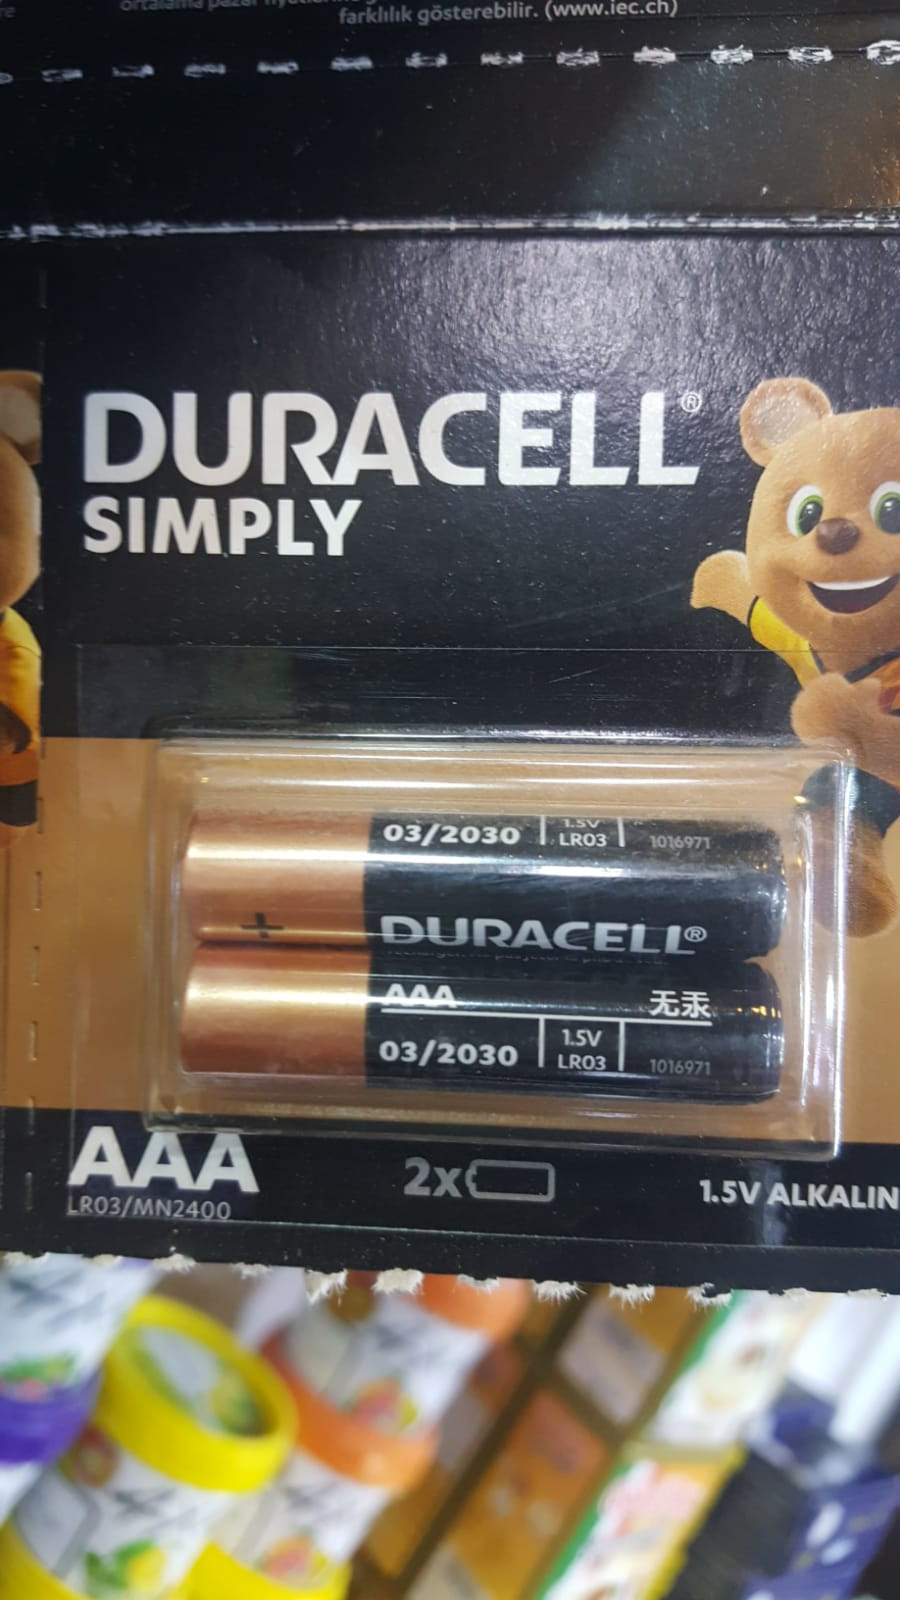 farklılık gösterebilir. (www.iec.ch)
DURACELL®
SIMPLY
03/2030
1.5V
LR03
1016971
DURACELL®
AAA
无汞
03/2030
1.5V
LR03
1016971
AAA
LR03/MN2400
2x
1.5V ALKALIN